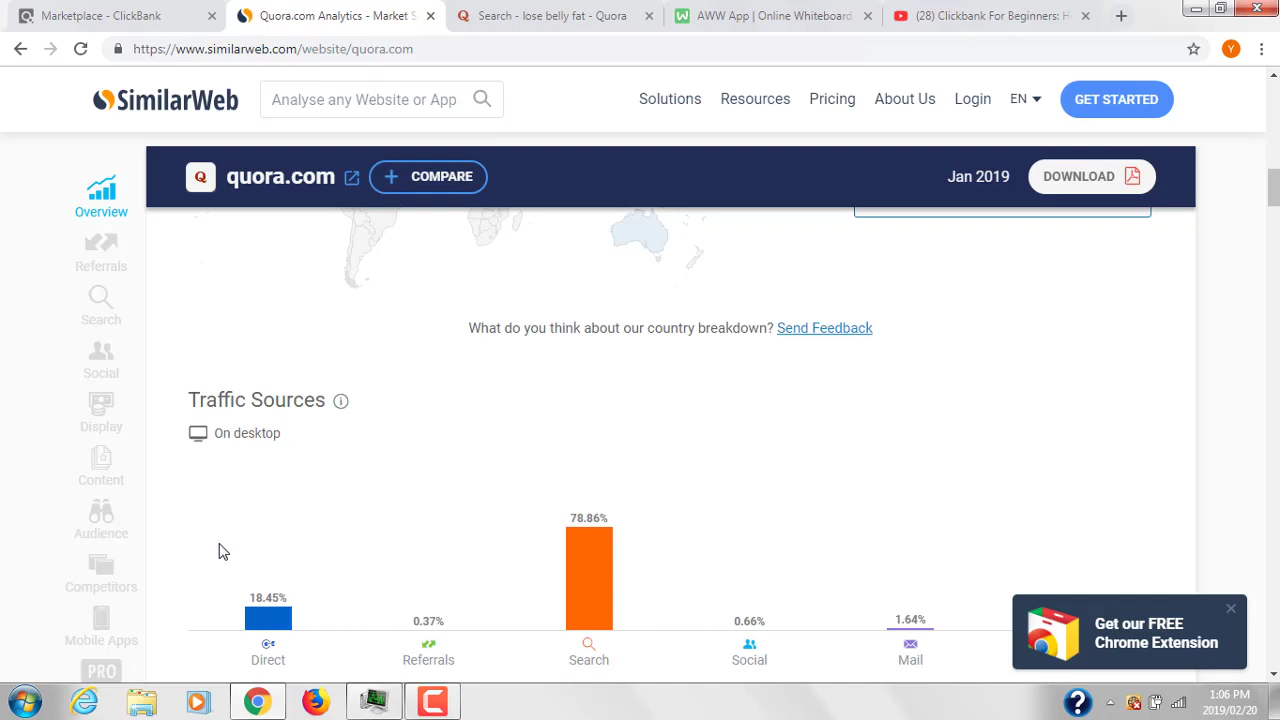 Marketplace - ClickBank
Quora.com Analytics - Market S
Search - lose belly fat - Quora
AWW App | Online Whiteboard
(28) Clickbank For Beginners: H
https://www.similarweb.com/website/quora.com
Y
SimilarWeb
Analyse any Website or App
Solutions
Resources
Pricing
About Us
Login
EN
GET STARTED
Q
quora.com
COMPARE
Jan 2019
DOWNLOAD
Overview
Referrals
Search
Social
Display
Content
Audience
Competitors
Mobile Apps
PRO
What do you think about our country breakdown? Send Feedback
Traffic Sources
On desktop
18.45%
0.37%
78.86%
0.66%
1.64%
Direct
Referrals
Search
Social
Mail
Get our FREE
Chrome Extension
1:06 PM
2019/02/20